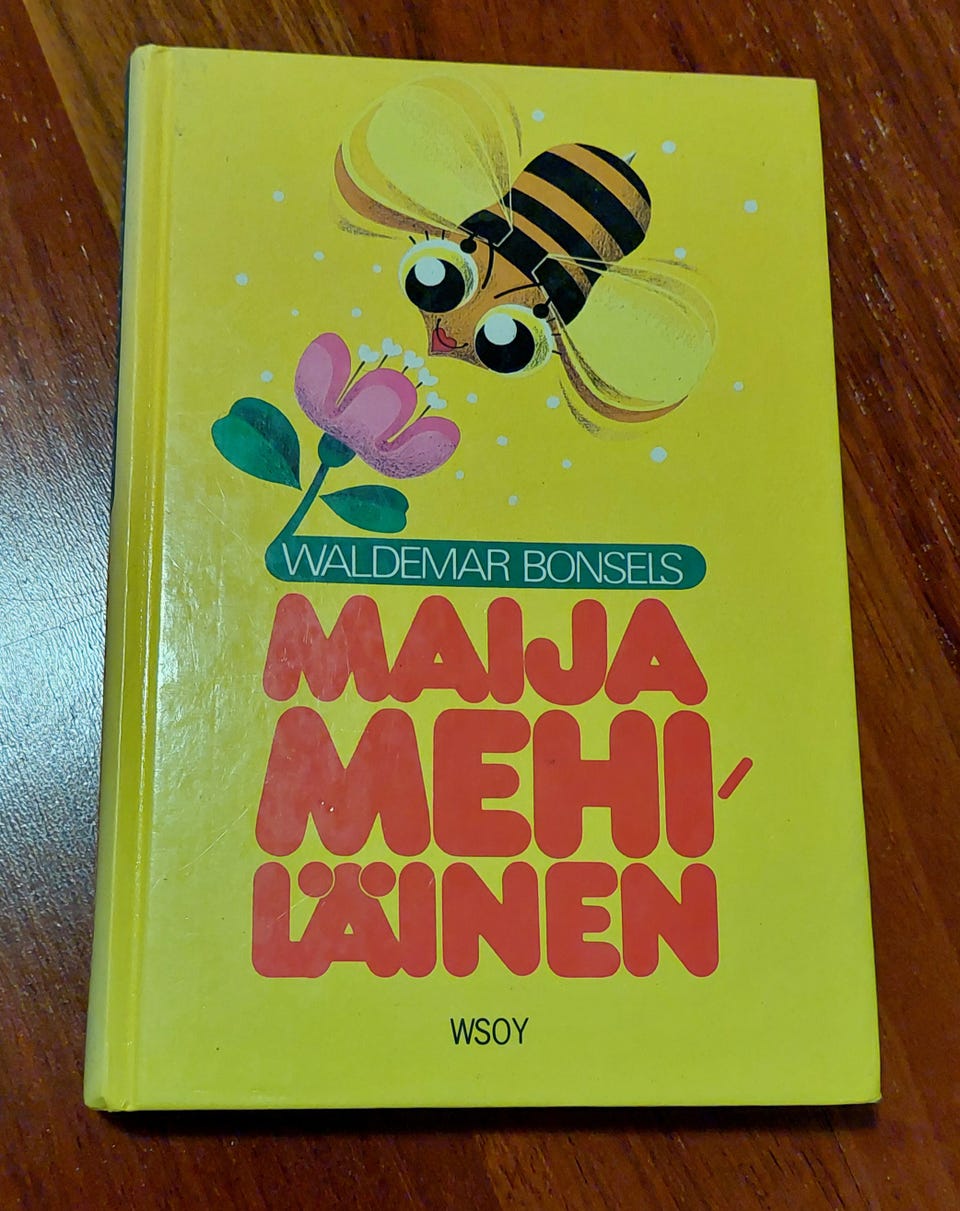 WALDEMAR BONSELS
MAIJA
MEHI-
LÄINEN
WSOY